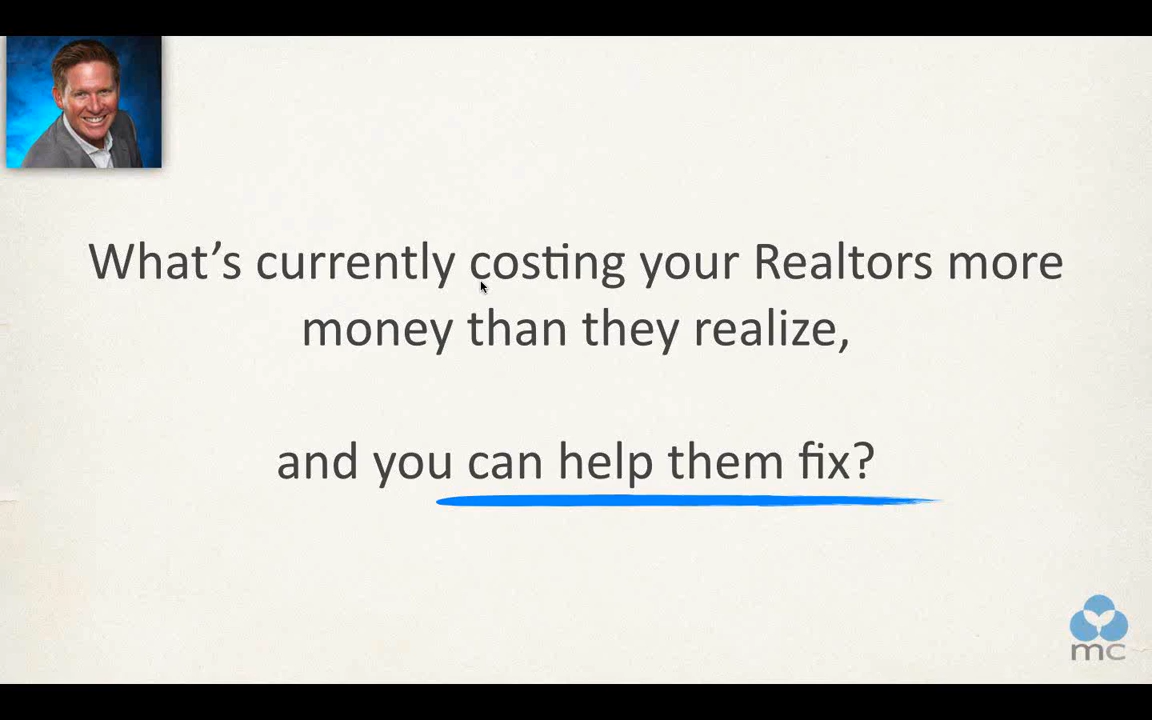 What’s currently costing your Realtors more
money than they realize,
and you can help them fix?
mc